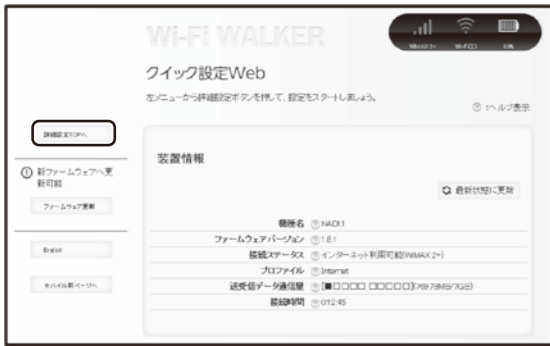 Wi-Fi WALKER
WiMAX 2+ Wi-Fi
クイック設定Web
左メニューから詳細設定ボタンを押して、設定をスタートしましょう。
:ヘルプ表示
詳細設定TOPへ
新ファームウェアへ更
新可能
ファームウェア更新
English
モバイル用ページへ
装置情報
最新状態に更新
機種名 NAD11
ファームウェアバージョン 1.8.1
接続ステータス インターネット利用可能(WiMAX 2+)
プロファイル Internet
送受信データ通信量 [■□□□□ □□□□□](769.78MB/7GB)
接続時間 01:23:45